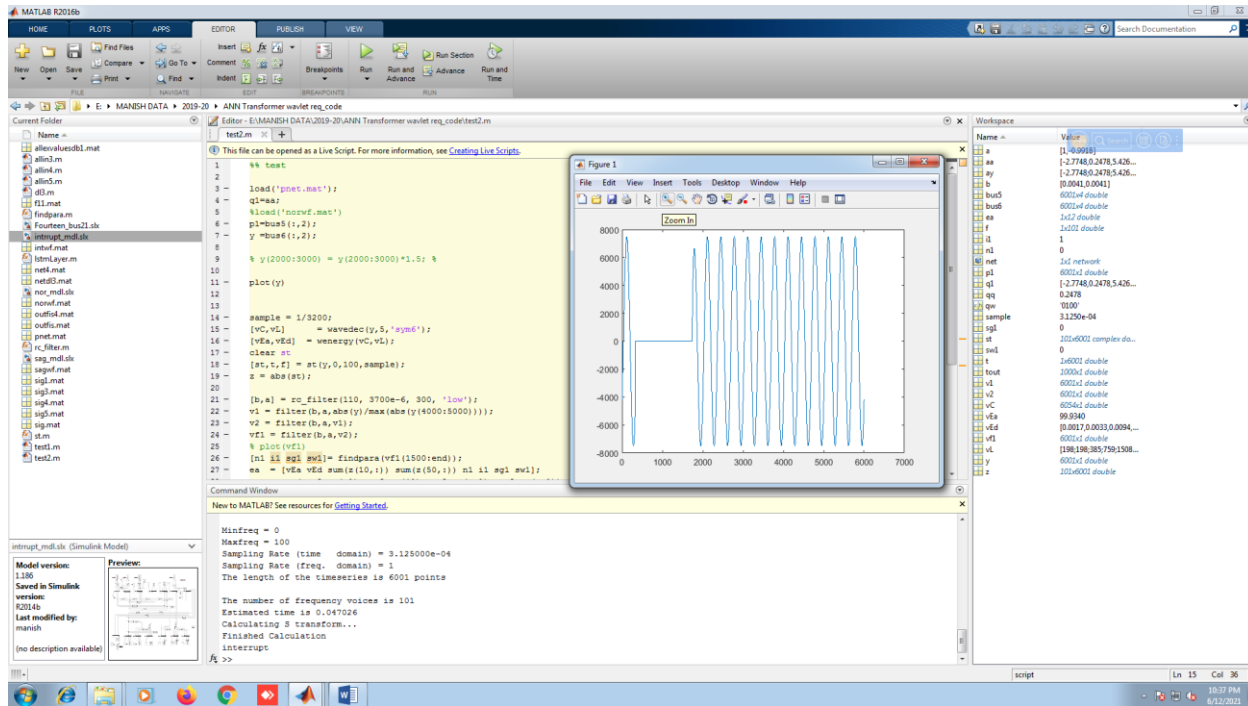 MATLAB R2016b
HOME PLOTS APPS EDITOR PUBLISH VIEW
Search Documentation
New Open Save Find Files Compare Print Go To Find Insert Comment Indent Breakpoints Run Run and Advance Run Section Advance Run and Time
FILE NAVIGATE EDIT BREAKPOINTS RUN
E: MANISH DATA 2019-20 ANN Transformer wavlet req_code
Current Folder
Name
allexvaluesdb1.mat
allin3.m
allin4.m
allin5.m
dl3.m
f11.mat
findpara.m
Fourteen_bus21.slx
intrrupt_mdl.slx
intwf.mat
lstmLayer.m
net4.mat
netdl3.mat
nor_mdl.slx
norwf.mat
outfis4.mat
outfis.mat
pnet.mat
rc_filter.m
sag_mdl.slx
sagwf.mat
sig1.mat
sig3.mat
sig4.mat
sig5.mat
sig.mat
st.m
test1.m
test2.m
intrrupt_mdl.slx (Simulink Model)
Model version:
1.186
Saved in Simulink
version:
R2014b
Last modified by:
manish
(no description available)
Preview:
Editor - E:\MANISH DATA\2019-20\ANN Transformer wavlet req_code\test2.m
test2.m
This file can be opened as a Live Script. For more information, see Creating Live Scripts.
1 %% test
2
3 load('pnet.mat');
4 q1=aa;
5 %load('norwf.mat')
6 p1=bus5(:,2);
7 y =bus6(:,2);
8
9 % y(2000:3000) = y(2000:3000)*1.5; %
10
11 plot(y)
12
13
14 sample = 1/3200;
15 [vC,vL] = wavedec(y,5,'sym6');
16 [vEa,vEd] = wenergy(vC,vL);
17 clear st
18 [st,t,f] = st(y,0,100,sample);
19 z = abs(st);
20
21 [b,a] = rc_filter(110, 3700e-6, 300, 'low');
22 v1 = filter(b,a,abs(y)/max(abs(y(4000:5000))));
23 v2 = filter(b,a,v1);
24 vf1 = filter(b,a,v2);
25 % plot(vf1)
26 [n1 i1 sg1 sw1]= findpara(vf1(1500:end));
27 ea = [vEa vEd sum(z(10,:)) sum(z(50,:)) n1 i1 sg1 sw1];
Figure 1
File Edit View Insert Tools Desktop Window Help
Zoom In
8000
6000
4000
2000
0
-2000
-4000
-6000
-8000
0 1000 2000 3000 4000 5000 6000 7000
Command Window
New to MATLAB? See resources for Getting Started.
Minfreq = 0
Maxfreq = 100
Sampling Rate (time domain) = 3.125000e-04
Sampling Rate (freq. domain) = 1
The length of the timeseries is 6001 points
The number of frequency voices is 101
Estimated time is 0.047026
Calculating S transform...
Finished Calculation
interrupt
fx >>
Workspace
Name Value
Search
a [1,-0.9918]
aa [-2.7748,0.2478,5.426...
ay [-2.7748,0.2478,5.426...
b [0.0041,0.0041]
bus5 6001x4 double
bus6 6001x4 double
ea 1x12 double
f 1x101 double
i1 1
n1 0
net 1x1 network
p1 6001x1 double
q1 [-2.7748,0.2478,5.426...
qq 0.2478
qw '0100'
sample 3.1250e-04
sg1 0
st 101x6001 complex do...
sw1 0
t 1x6001 double
tout 1000x1 double
v1 6001x1 double
v2 6001x1 double
vC 6054x1 double
vEa 99.9340
vEd [0.0017,0.0033,0.0094,...
vf1 6001x1 double
vL [198;198;385;759;1508...
y 6001x1 double
z 101x6001 double
script Ln 15 Col 36
10:37 PM
6/12/2021